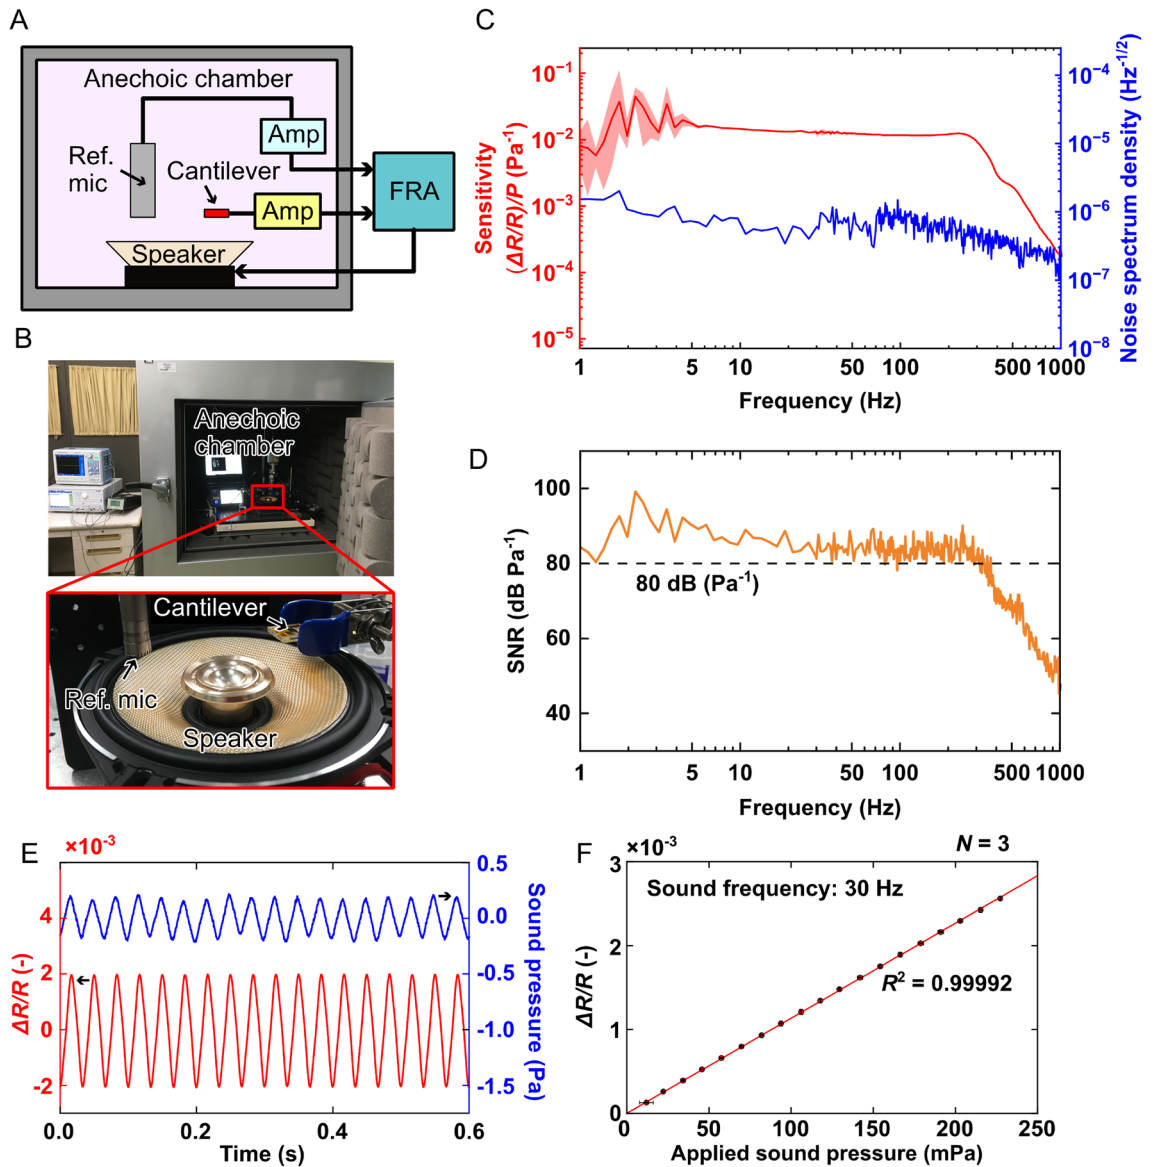 A
Anechoic chamber
Amp
Ref.
mic
Cantilever
FRA
Amp
Speaker
B
Anechoic
chamber
Cantilever
Ref. mic
Speaker
C
Sensitivity
(ΔR/R)/P (Pa⁻¹)
10⁻¹
10⁻²
10⁻³
10⁻⁴
10⁻⁵
10⁻⁴
10⁻⁵
10⁻⁶
10⁻⁷
10⁻⁸
Noise spectrum density (Hz⁻¹/²)
1 5 10 50 100 500 1000
Frequency (Hz)
D
SNR (dB Pa⁻¹)
100
80
60
40
80 dB (Pa⁻¹)
1 5 10 50 100 500 1000
Frequency (Hz)
E
×10⁻³
ΔR/R (-)
4
2
0
-2
0.5
0.0
-0.5
-1.0
-1.5
Sound pressure (Pa)
0.0 0.2 0.4 0.6
Time (s)
F
×10⁻³
N = 3
Sound frequency: 30 Hz
R² = 0.99992
ΔR/R (-)
3
2
1
0
0 50 100 150 200 250
Applied sound pressure (mPa)